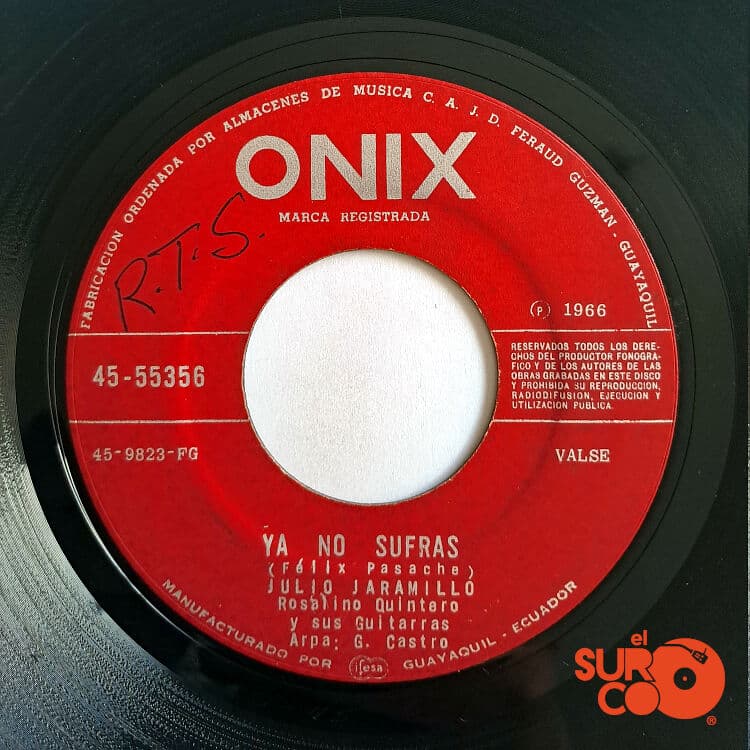 FABRICACION ORDENADA POR ALMACENES DE MUSICA C. A. J. D. FERAUD GUZMAN - GUAYAQUIL
ONIX
MARCA REGISTRADA
R.T.S.
Ⓟ 1966
45-55356
RESERVADOS TODOS LOS DERE-
CHOS DEL PRODUCTOR FONOGRA-
FICO Y DE LOS AUTORES DE LAS
OBRAS GRABADAS EN ESTE DISCO
Y PROHIBIDA SU REPRODUCCION,
RADIODIFUSION, EJECUCION Y
UTILIZACION PUBLICA.
45-9823-FG
VALSE
YA NO SUFRAS
(Félix Pasache)
JULIO JARAMILLO
Rosalino Quintero
y sus Guitarras
Arpa: G. Castro
MANUFACTURADO POR ifesa GUAYAQUIL - ECUADOR
el
SUR
CO
®